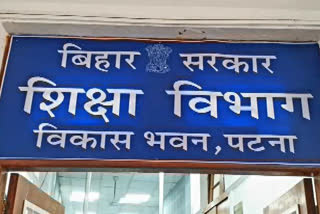 बिहार सरकार
शिक्षा विभाग
विकास भवन, पटना